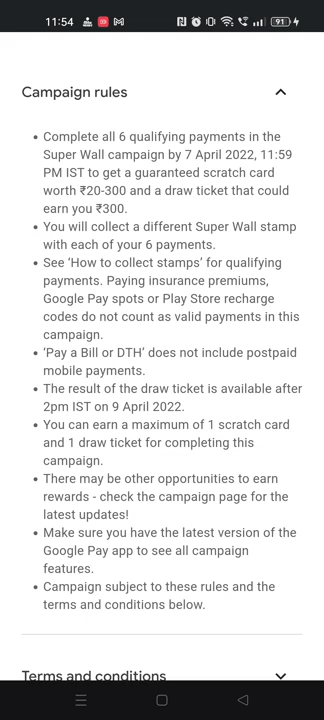 11:54
91
Campaign rules
• Complete all 6 qualifying payments in the
Super Wall campaign by 7 April 2022, 11:59
PM IST to get a guaranteed scratch card
worth ₹20-300 and a draw ticket that could
earn you ₹300.
• You will collect a different Super Wall stamp
with each of your 6 payments.
• See ‘How to collect stamps’ for qualifying
payments. Paying insurance premiums,
Google Pay spots or Play Store recharge
codes do not count as valid payments in this
campaign.
• ‘Pay a Bill or DTH’ does not include postpaid
mobile payments.
• The result of the draw ticket is available after
2pm IST on 9 April 2022.
• You can earn a maximum of 1 scratch card
and 1 draw ticket for completing this
campaign.
• There may be other opportunities to earn
rewards - check the campaign page for the
latest updates!
• Make sure you have the latest version of the
Google Pay app to see all campaign
features.
• Campaign subject to these rules and the
terms and conditions below.
Terms and conditions